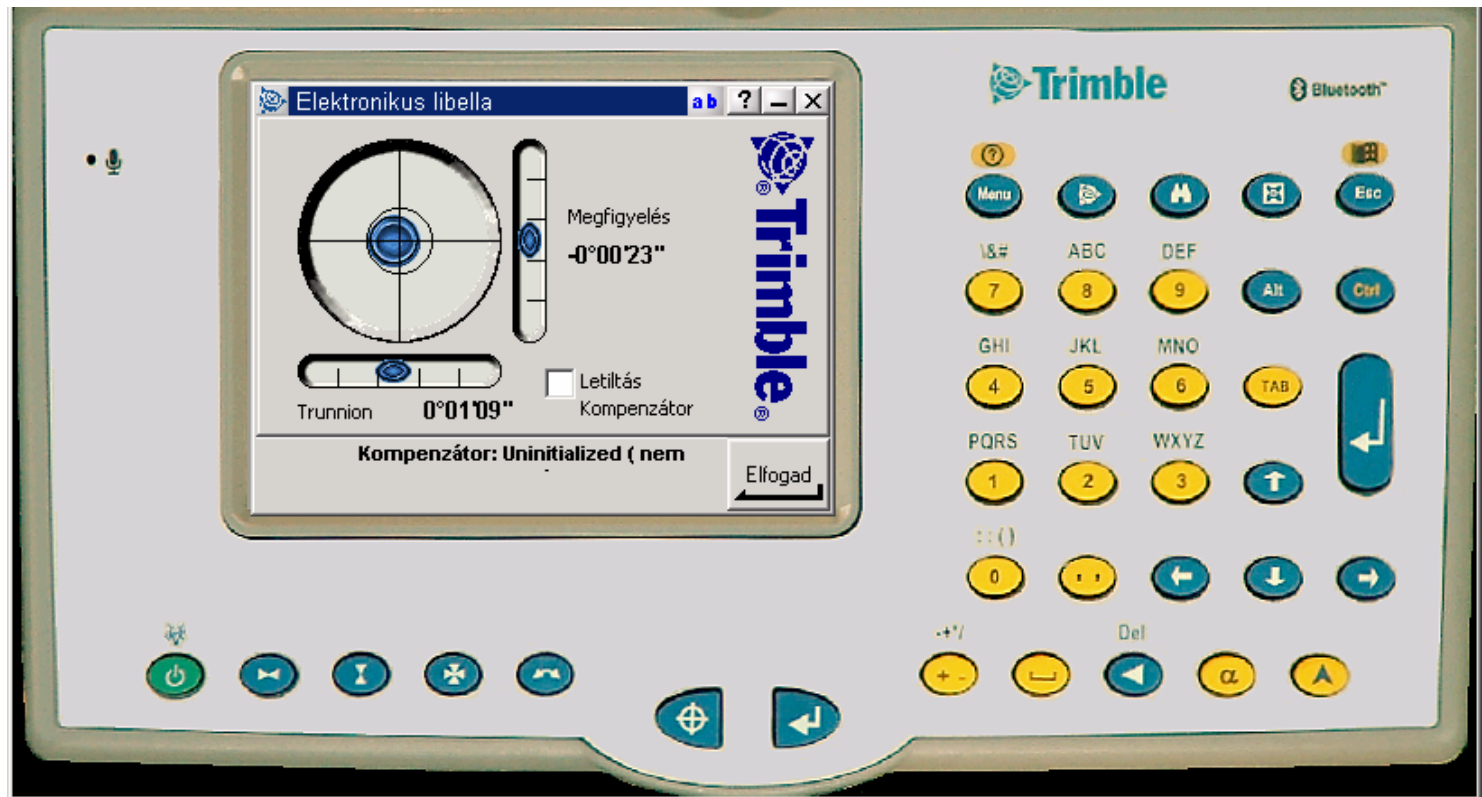 Trimble
Bluetooth™
Elektronikus libella
ab ? – X
Megfigyelés
-0°00'23"
Trunnion
0°01'09"
Letiltás
Kompenzátor
Trimble®
Kompenzátor: Uninitialized ( nem
Elfogad
Menu
Esc
\&#
ABC
DEF
7
8
9
Alt
Ctrl
GHI
JKL
MNO
4
5
6
TAB
PQRS
TUV
WXYZ
1
2
3
: : ( )
0
-+*/
Del
+ -
α